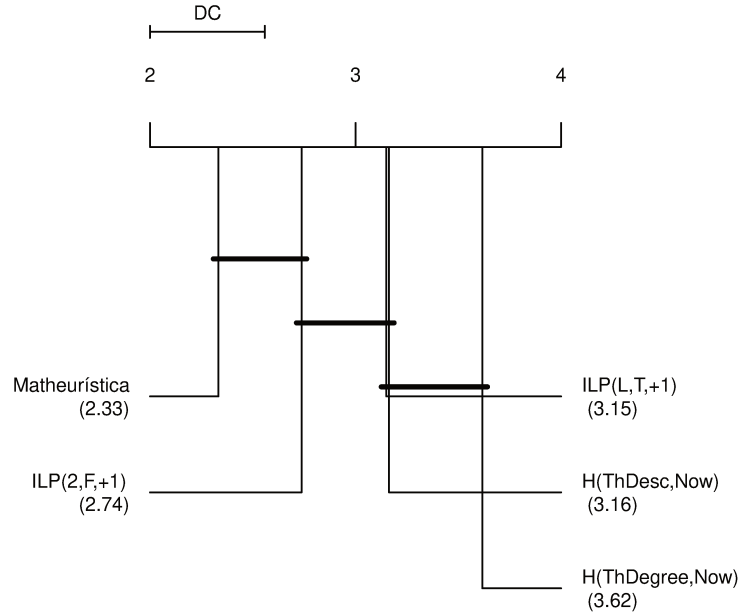 DC
2
3
4
Matheurística
(2.33)
ILP(2,F,+1)
(2.74)
ILP(L,T,+1)
(3.15)
H(ThDesc,Now)
(3.16)
H(ThDegree,Now)
(3.62)